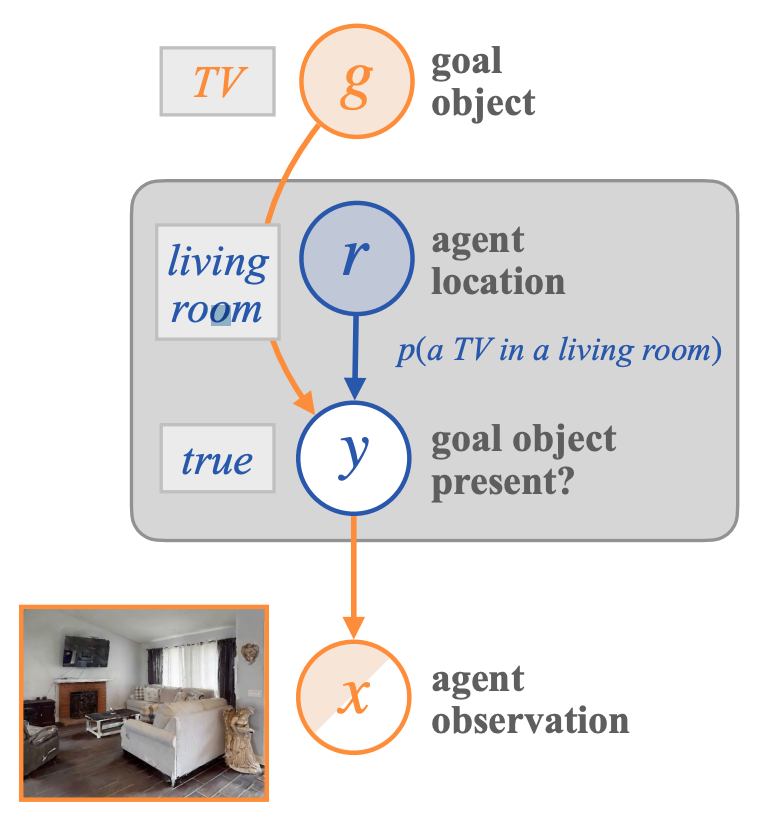 TV
g
goal
object
living
room
r
agent
location
p(a TV in a living room)
true
y
goal object
present?
x
agent
observation